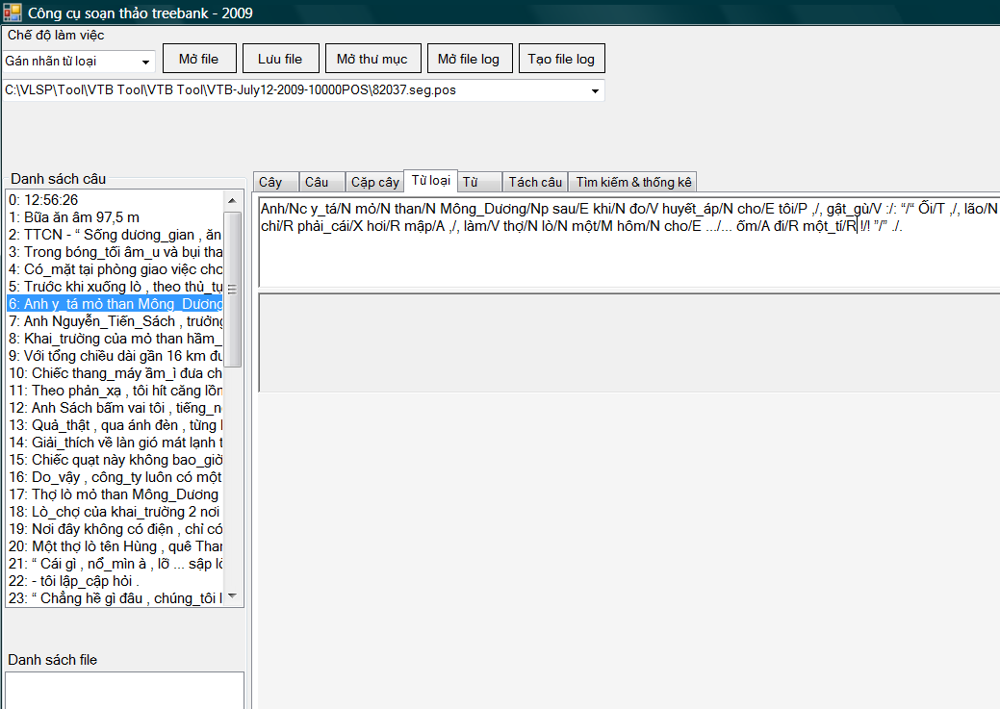 Công cụ soạn thảo treebank - 2009
Chế độ làm việc
Gán nhãn từ loại
Mở file
Lưu file
Mở thư mục
Mở file log
Tạo file log
C:\VLSP\Tool\VTB Tool\VTB Tool\VTB-July12-2009-10000POS\82037.seg.pos
Danh sách câu
0: 12:56:26
1: Bữa ăn âm 97,5 m
2: TTCN - “ Sống dương_gian , ăn
3: Trong bóng_tối âm_u và bụi tha
4: Có_mặt tại phòng giao việc cho
5: Trước khi xuống lò , theo thủ_tụ
6: Anh y_tá mỏ than Mông_Dương
7: Anh Nguyễn_Tiến_Sách , trưởng
8: Khai_trường của mỏ than hầm_
9: Với tổng chiều dài gần 16 km đư
10: Chiếc thang_máy ầm_ì đưa ch
11: Theo phản_xạ , tôi hít căng lồn
12: Anh Sách bấm vai tôi , tiếng_n
13: Quả_thật , qua ánh đèn , từng l
14: Giải_thích về làn gió mát lạnh t
15: Chiếc quạt này không bao_giờ
16: Do_vậy , công_ty luôn có một
17: Thợ lò mỏ than Mông_Dương
18: Lò_chợ của khai_trường 2 nơi
19: Nơi đây không có điện , chỉ có
20: Một thợ lò tên Hùng , quê Than
21: “ Cái gì , nổ_mìn à , lỡ ... sập lò
22: - tôi lập_cập hỏi .
23: “ Chẳng hề gì đâu , chúng_tôi l
Danh sách file
Cây
Câu
Cặp cây
Từ loại
Từ
Tách câu
Tìm kiếm & thống kê
Anh/Nc y_tá/N mỏ/N than/N Mông_Dương/Np sau/E khi/N đo/V huyết_áp/N cho/E tôi/P ,/, gật_gù/V :/: “/“ Ối/T ,/, lão/N
chỉ/R phải_cái/X hơi/R mập/A ,/, làm/V thợ/N lò/N một/M hôm/N cho/E .../... ốm/A đi/R một_tí/R !/! ”/” ./.